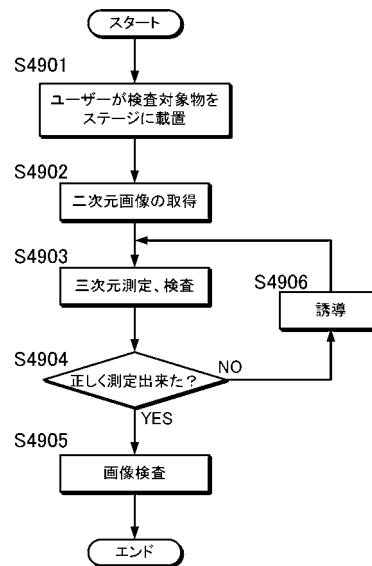 スタート
S4901
ユーザーが検査対象物を
ステージに載置
S4902
二次元画像の取得
S4903
三次元測定、検査
S4906
誘導
S4904
正しく測定出来た？
NO
YES
S4905
画像検査
エンド